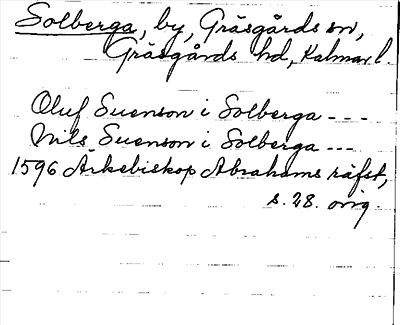 Solberga, by, Gräsgårds sn,
Gräsgårds hd, Kalmar l.
Oluf Suenson i Solberga - - -
Nils Suenson i Solberga - - -
1596 Ärkebiskop Abrahams räfst,
s. 28. orig.